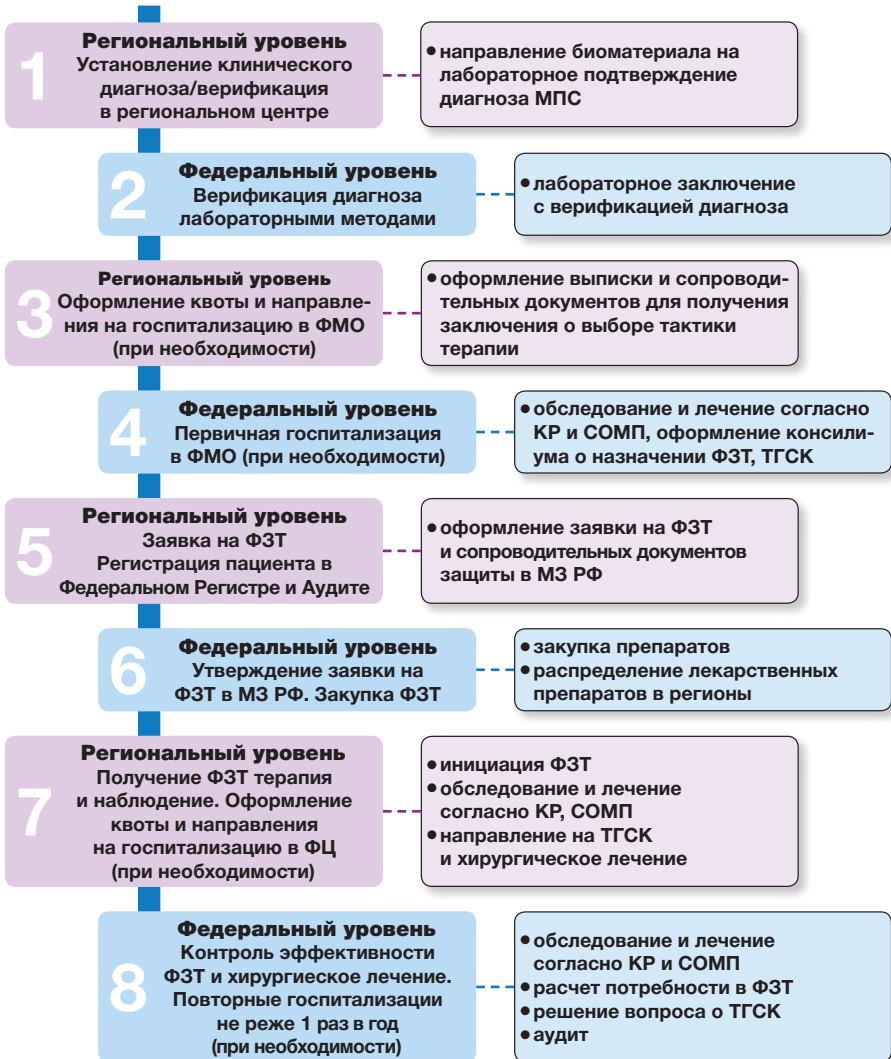 1
Региональный уровень
Установление клинического
диагноза/верификация
в региональном центре
• направление биоматериала на
лабораторное подтверждение
диагноза МПС
2
Федеральный уровень
Верификация диагноза
лабораторными методами
• лабораторное заключение
с верификацией диагноза
3
Региональный уровень
Оформление квоты и направле-
ния на госпитализацию в ФМО
(при необходимости)
• оформление выписки и сопроводи-
тельных документов для получения
заключения о выборе тактики
терапии
4
Федеральный уровень
Первичная госпитализация
в ФМО (при необходимости)
• обследование и лечение согласно
КР и СОМП, оформление консили-
ума о назначении ФЗТ, ТГСК
5
Региональный уровень
Заявка на ФЗТ
Регистрация пациента в
Федеральном Регистре и Аудите
• оформление заявки на ФЗТ
и сопроводительных документов
защиты в МЗ РФ
6
Федеральный уровень
Утверждение заявки на
ФЗТ в МЗ РФ. Закупка ФЗТ
• закупка препаратов
• распределение лекарственных
препаратов в регионы
7
Региональный уровень
Получение ФЗТ терапия
и наблюдение. Оформление
квоты и направления
на госпитализацию в ФЦ
(при необходимости)
• инициация ФЗТ
• обследование и лечение
согласно КР, СОМП
• направление на ТГСК
и хирургическое лечение
8
Федеральный уровень
Контроль эффективности
ФЗТ и хирургиеское лечение.
Повторные госпитализации
не реже 1 раз в год
(при необходимости)
• обследование и лечение
согласно КР и СОМП
• расчет потребности в ФЗТ
• решение вопроса о ТГСК
• аудит